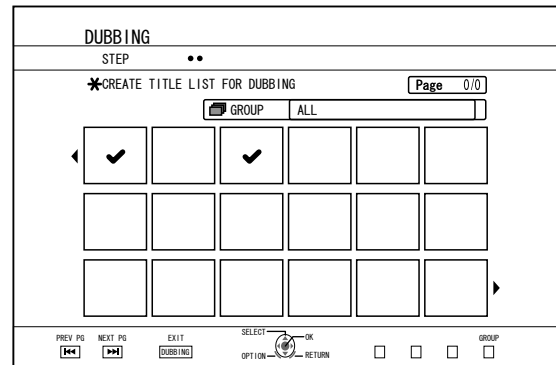 DUBBING
STEP
CREATE TITLE LIST FOR DUBBING
Page 0/0
GROUP ALL
PREV PG NEXT PG EXIT SELECT OK GROUP
DUBBING OPTION RETURN